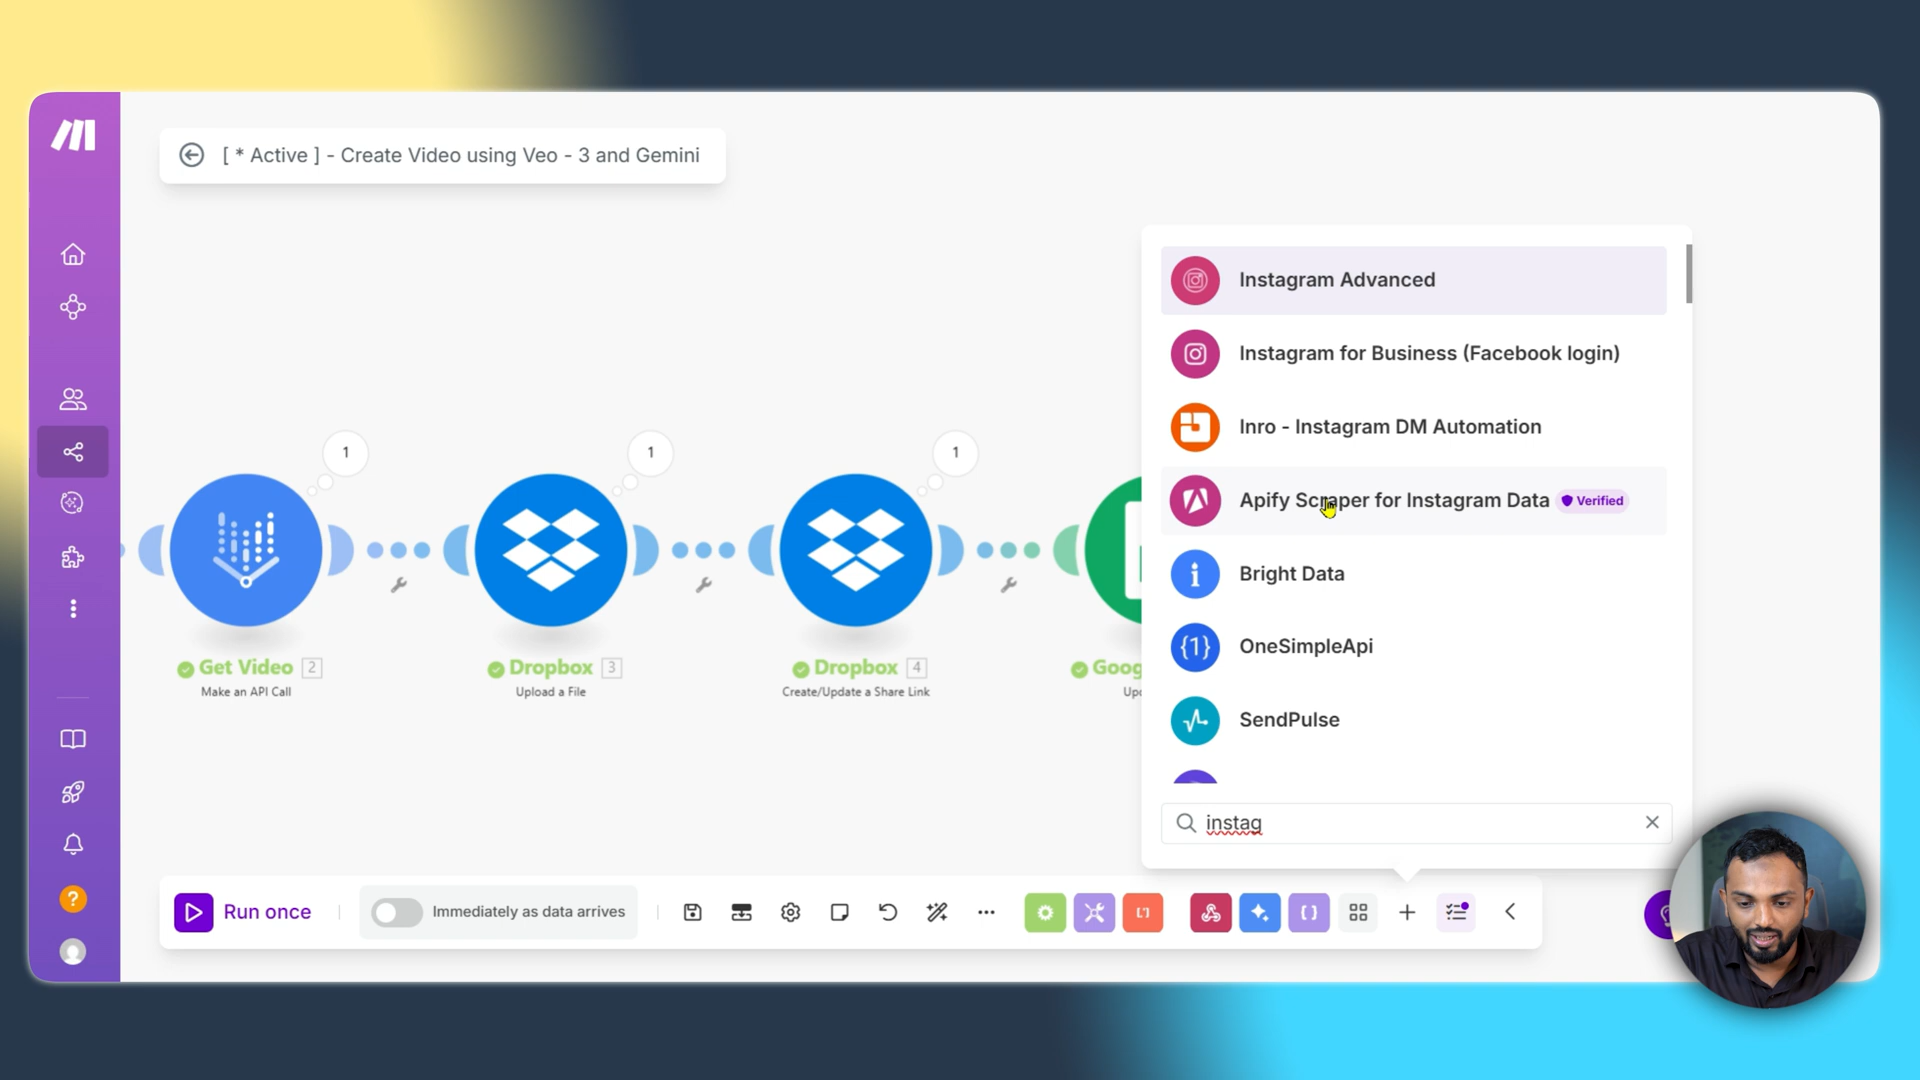 [ * Active ] - Create Video using Veo - 3 and Gemini
Instagram Advanced
Instagram for Business (Facebook login)
Inro - Instagram DM Automation
Apify Scraper for Instagram Data Verified
Bright Data
OneSimpleApi
SendPulse
instag
1
1
1
Get Video 2
Make an API Call
Dropbox 3
Upload a File
Dropbox 4
Create/Update a Share Link
Goog
Up
Run once
Immediately as data arrives